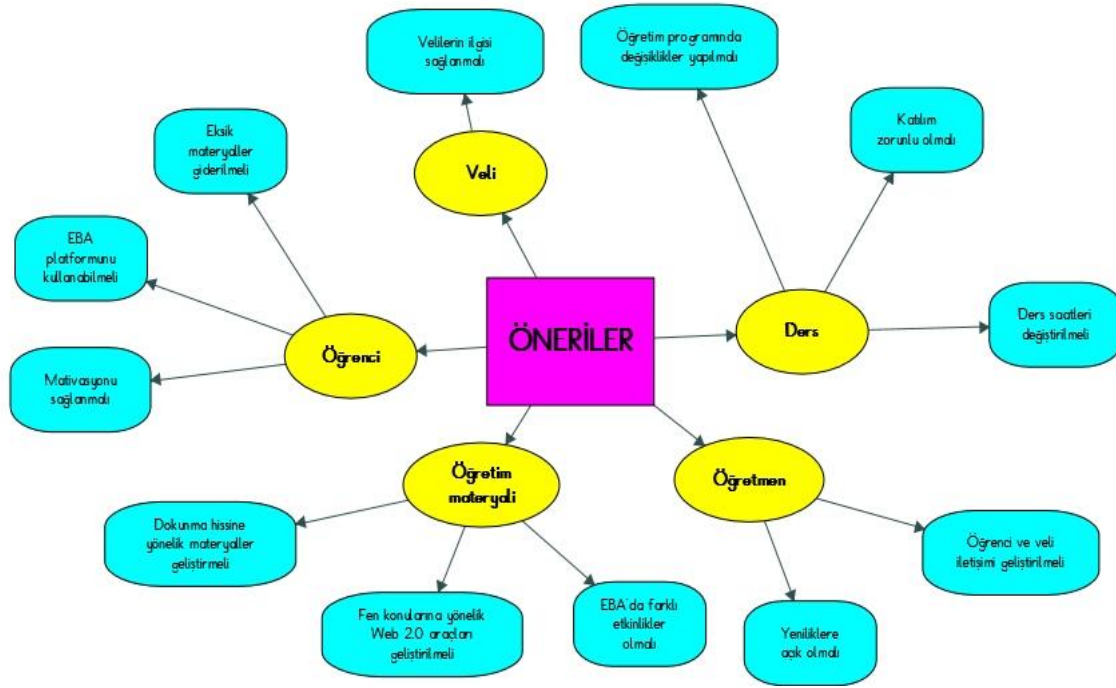 Velilerin ilgisi
sağlanmalı
Öğretim programında
değişiklikler yapılmalı
Katılım
zorunlu olmalı
Eksik
materyaller
giderilmeli
Veli
EBA
platformunu
kullanabilmeli
ÖNERİLER
Ders
Ders saatleri
değiştirilmeli
Öğrenci
Mativasyonu
sağlanmalı
Öğretim
materyali
Öğretmen
Dokunma hissine
yönelik materyaller
geliştirmeli
Fen konularına yönelik
Web 2.0 araçları
geliştirilmeli
EBA'da farklı
etkinlikler
olmalı
Yeniliklere
açık olmalı
Öğrenci ve veli
iletişimi geliştirilmeli